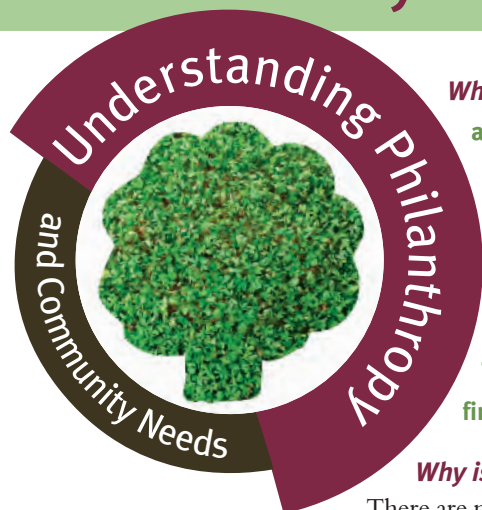 Understanding Philanthropy
and Community Needs
Why is
There are